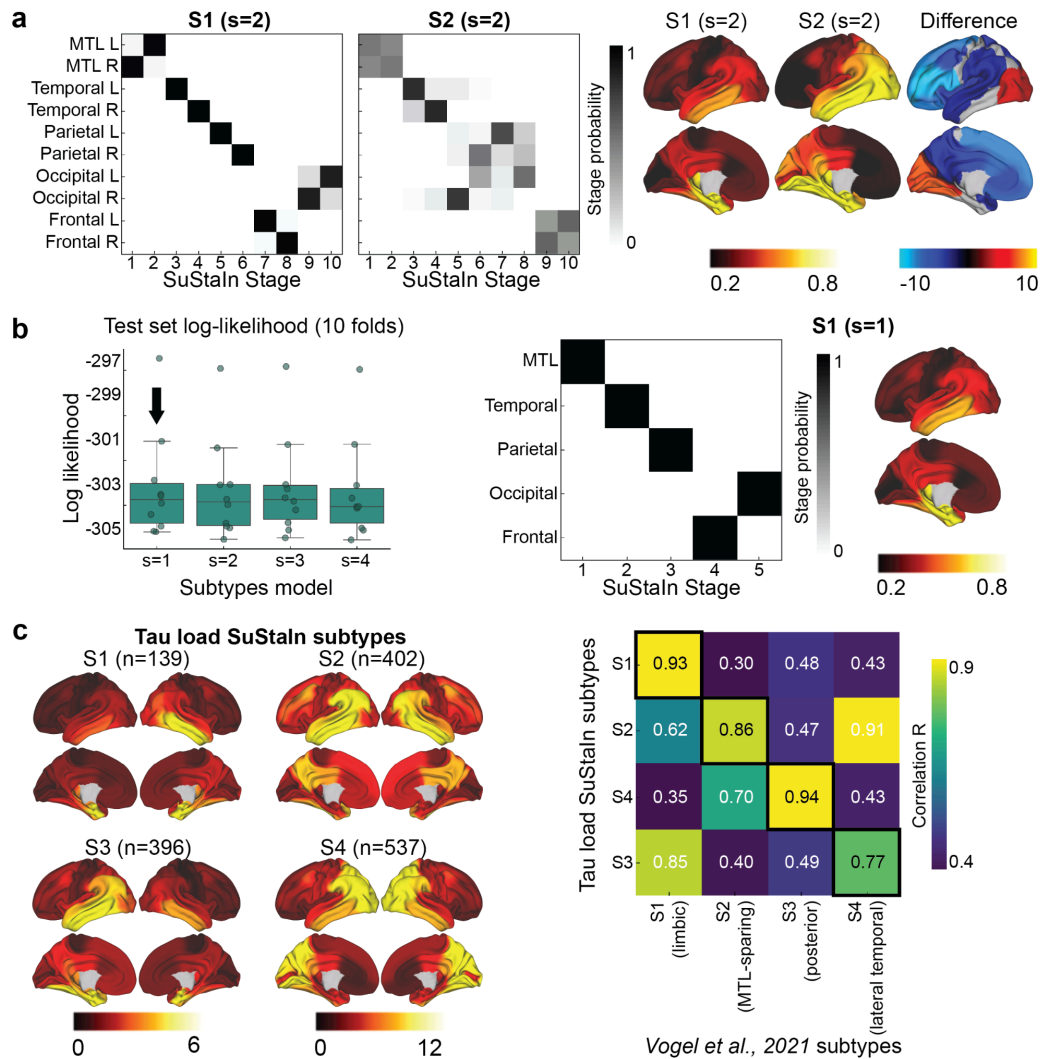 a
S1 (s=2)
S2 (s=2)
MTL L
MTL R
Temporal L
Temporal R
Parietal L
Parietal R
Occipital L
Occipital R
Frontal L
Frontal R
1 2 3 4 5 6 7 8 9 10
SuStaIn Stage
1 2 3 4 5 6 7 8 9 10
SuStaIn Stage
1
Stage probability
0
S1 (s=2)
S2 (s=2)
Difference
0.2 0.8
-10 10
b
Test set log-likelihood (10 folds)
Log likelihood
-297
-299
-301
-303
-305
s=1 s=2 s=3 s=4
Subtypes model
MTL
Temporal
Parietal
Occipital
Frontal
1 2 3 4 5
SuStaIn Stage
1
Stage probability
0
S1 (s=1)
0.2 0.8
c
Tau load SuStaIn subtypes
S1 (n=139)
S2 (n=402)
S3 (n=396)
S4 (n=537)
0 6
0 12
Tau load SuStaIn subtypes
S1
S2
S4
S3
0.93 0.30 0.48 0.43
0.62 0.86 0.47 0.91
0.35 0.70 0.94 0.43
0.85 0.40 0.49 0.77
S1
(limbic)
S2
(MTL-sparing)
S3
(posterior)
S4
(lateral temporal)
Vogel et al., 2021 subtypes
0.9
Correlation R
0.4